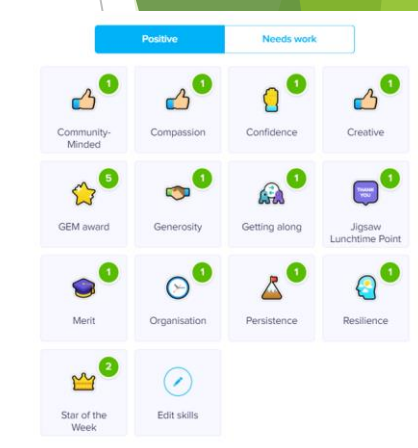 Positive
Needs work
1
1
1
1
Community-
Minded
Compassion
Confidence
Creative
5
1
1
THANK
YOU
1
GEM award
Generosity
Getting along
Jigsaw
Lunchtime Point
1
1
1
1
Merit
Organisation
Persistence
Resilience
2
Star of the
Week
Edit skills